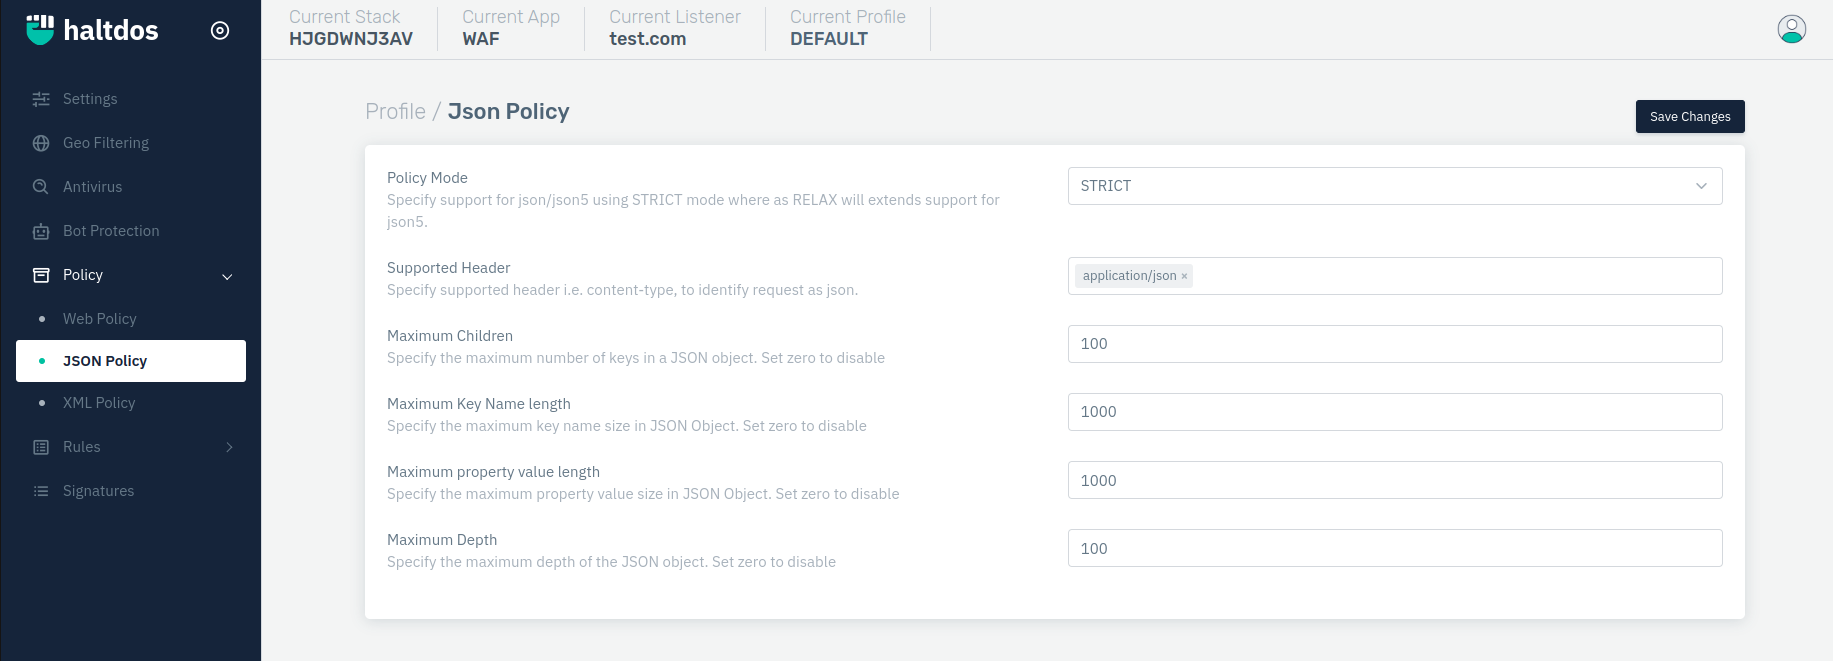 haltdos
Current Stack
HJGDWNJ3AV
Current App
WAF
Current Listener
test.com
Current Profile
DEFAULT
Settings
Geo Filtering
Antivirus
Bot Protection
Policy
Web Policy
JSON Policy
XML Policy
Rules
Signatures
Profile / Json Policy
Save Changes
Policy Mode
Specify support for json/json5 using STRICT mode where as RELAX will extends support for
json5.
STRICT
Supported Header
Specify supported header i.e. content-type, to identify request as json.
application/json ×
Maximum Children
Specify the maximum number of keys in a JSON object. Set zero to disable
100
Maximum Key Name length
Specify the maximum key name size in JSON Object. Set zero to disable
1000
Maximum property value length
Specify the maximum property value size in JSON Object. Set zero to disable
1000
Maximum Depth
Specify the maximum depth of the JSON object. Set zero to disable
100